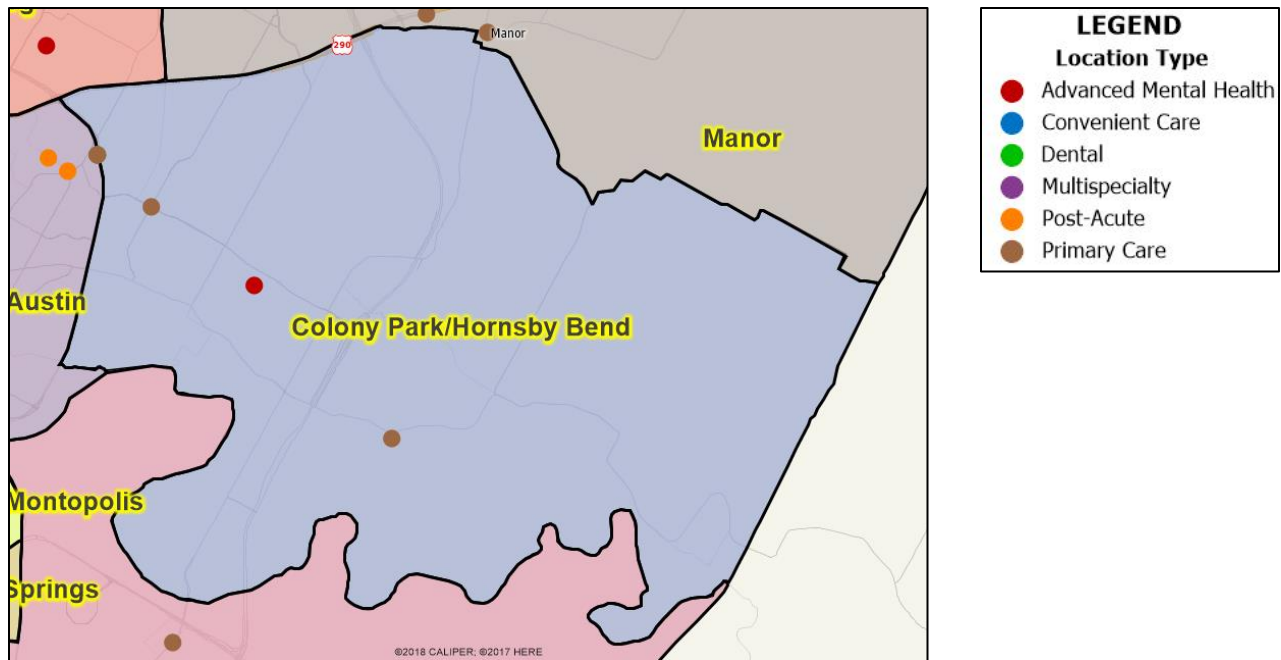 g
290
Manor
Manor
Austin
Colony Park/Hornsby Bend
Montopolis
Springs
©2018 CALIPER; ©2017 HERE
LEGEND
Location Type
Advanced Mental Health
Convenient Care
Dental
Multispecialty
Post-Acute
Primary Care